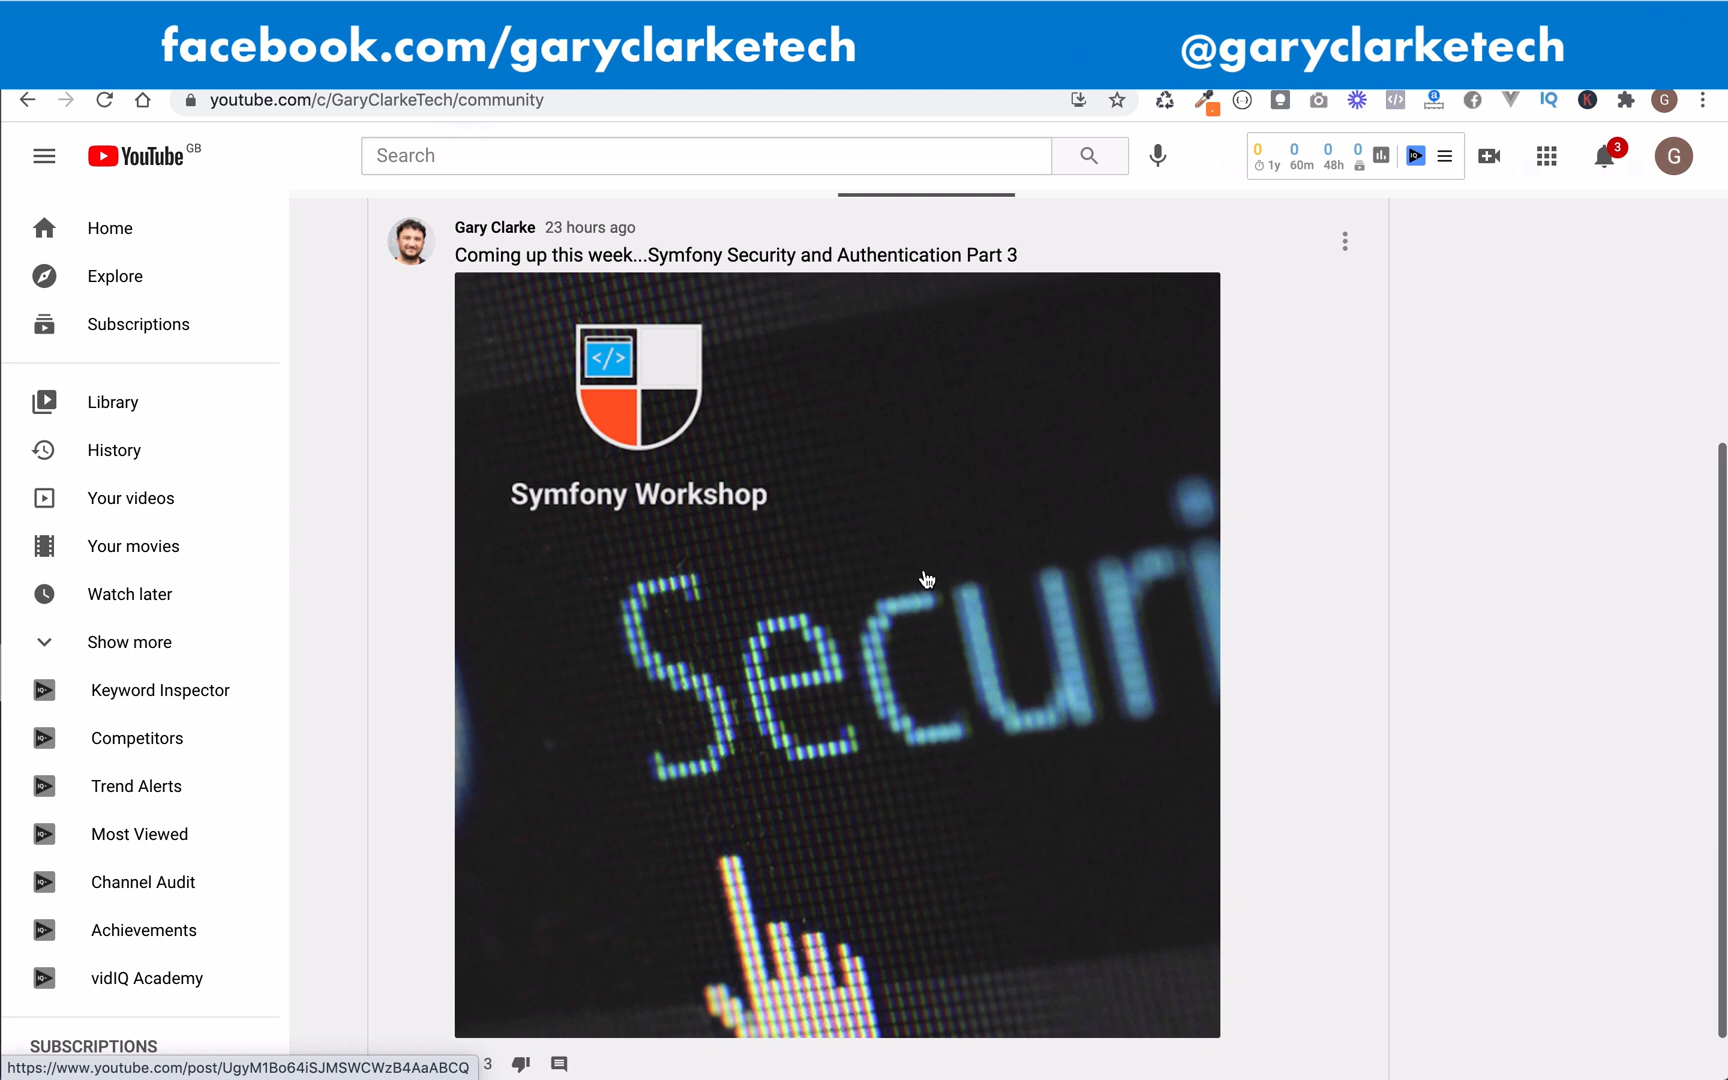 facebook.com/garyclarketech
@garyclarketech
youtube.com/c/GaryClarkeTech/community
YouTube GB
Search
0 0 0 0
1y 60m 48h
3
G
Home
Explore
Subscriptions
Library
History
Your videos
Your movies
Watch later
Show more
Keyword Inspector
Competitors
Trend Alerts
Most Viewed
Channel Audit
Achievements
vidIQ Academy
SUBSCRIPTIONS
https://www.youtube.com/post/UgyM1Bo64iSJMSWCWzB4AaABCQ
Gary Clarke 23 hours ago
Coming up this week...Symfony Security and Authentication Part 3
</>
Symfony Workshop
Securi
3